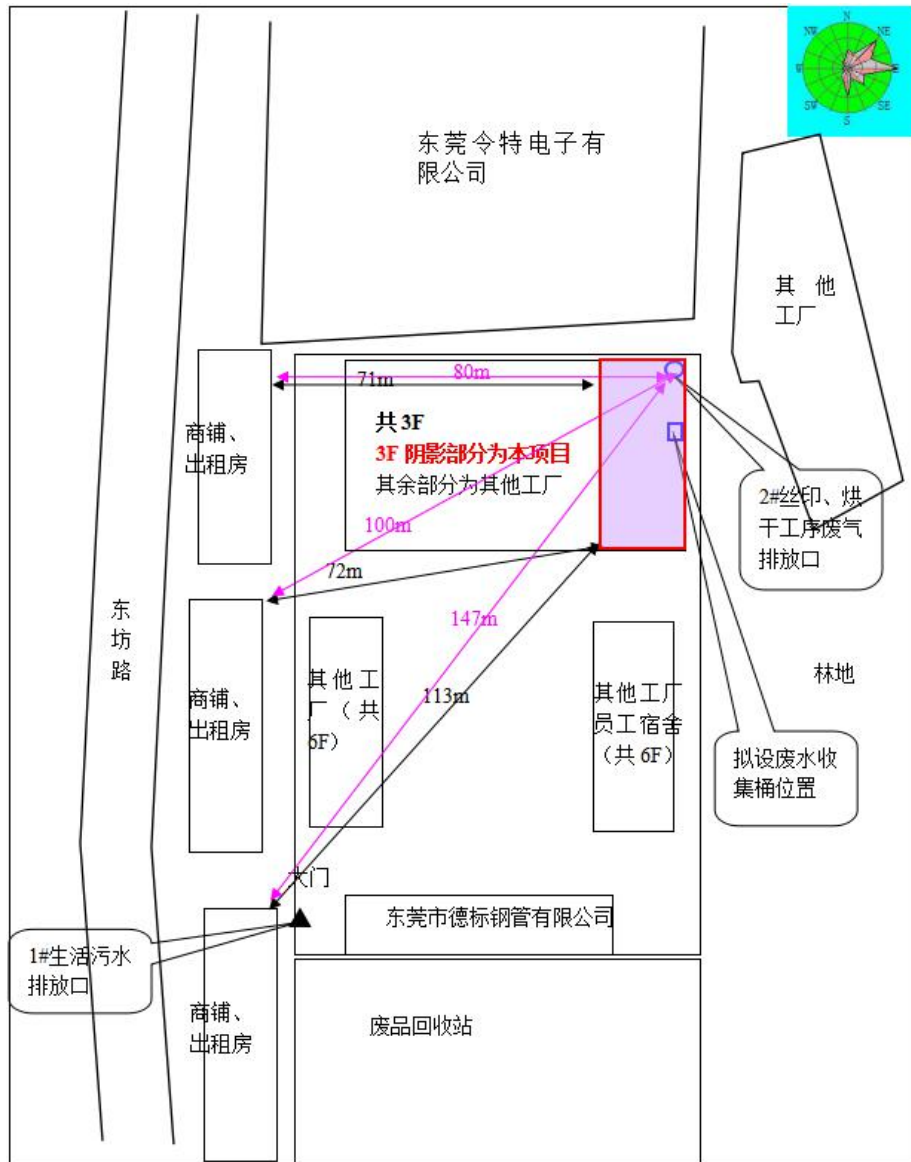 N
NW
NE
W
E
SW
SE
S
东莞令特电子有
限公司
其 他
工厂
71m
80m
共 3F
3F 阴影部分为本项目
其余部分为其他工厂
商铺、
出租房
2#丝印、烘
干工序废气
排放口
100m
72m
147m
东
坊
路
其他工
厂（共
6F）
113m
其他工厂
员工宿舍
（共 6F）
林地
商铺、
出租房
拟设废水收
集桶位置
大门
东莞市德标钢管有限公司
1#生活污水
排放口
商铺、
出租房
废品回收站